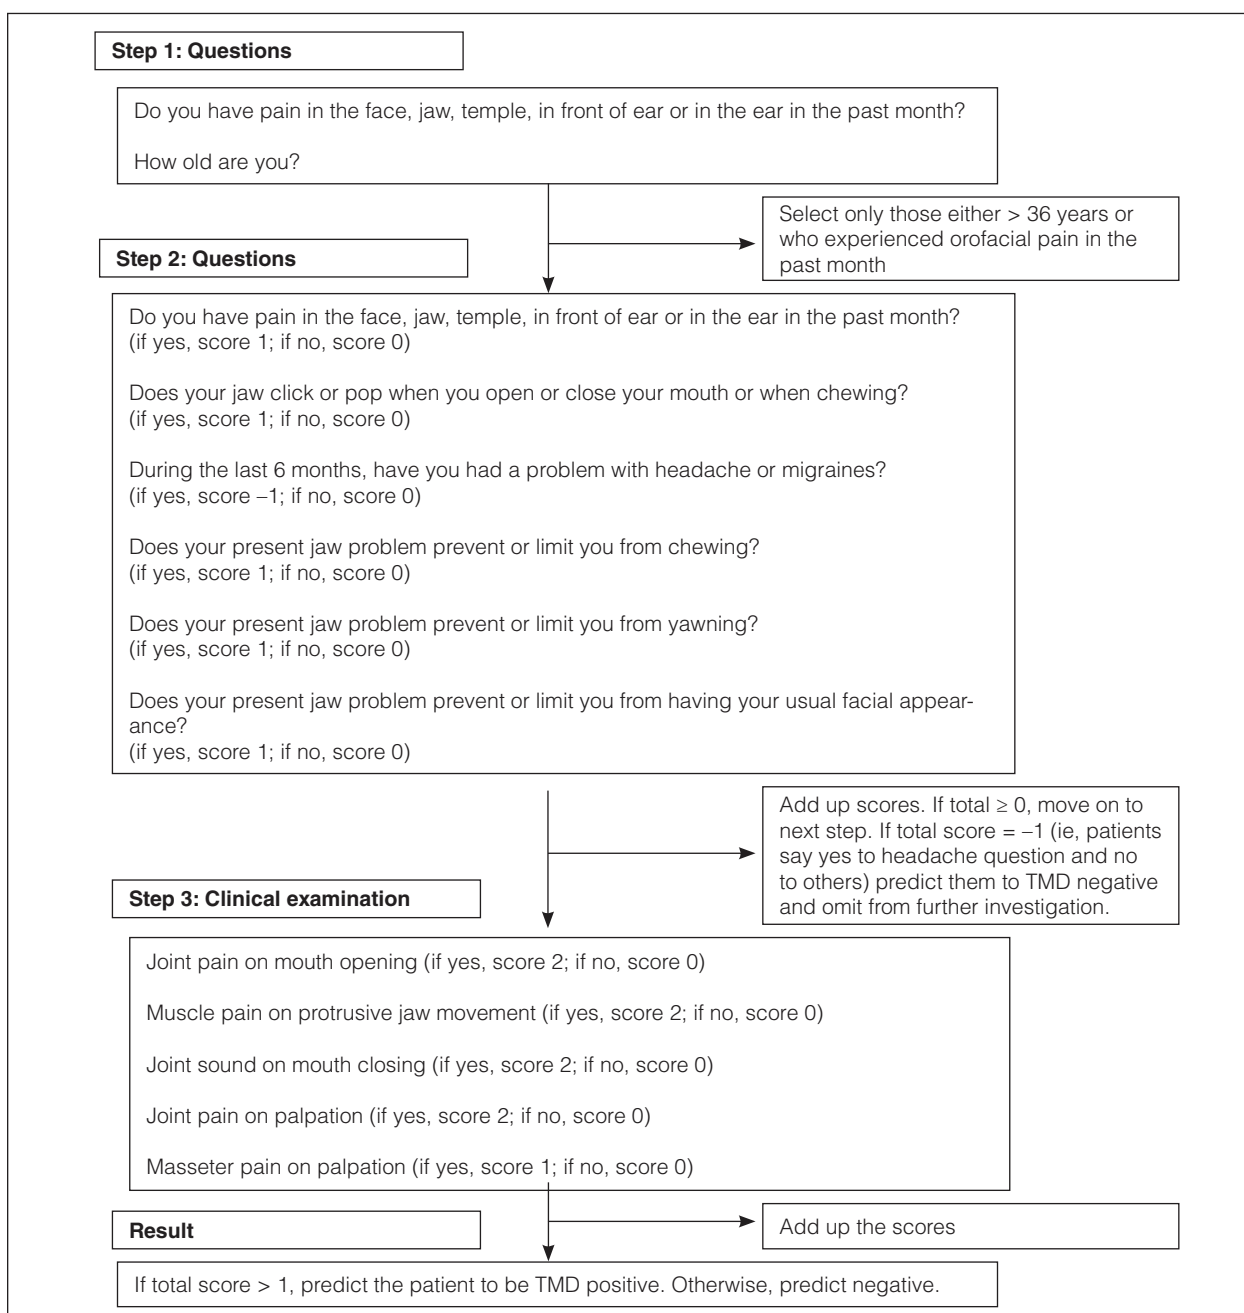 Step 1: Questions
Do you have pain in the face, jaw, temple, in front of ear or in the ear in the past month?
How old are you?
Select only those either > 36 years or
who experienced orofacial pain in the
past month
Step 2: Questions
Do you have pain in the face, jaw, temple, in front of ear or in the ear in the past month?
(if yes, score 1; if no, score 0)
Does your jaw click or pop when you open or close your mouth or when chewing?
(if yes, score 1; if no, score 0)
During the last 6 months, have you had a problem with headache or migraines?
(if yes, score –1; if no, score 0)
Does your present jaw problem prevent or limit you from chewing?
(if yes, score 1; if no, score 0)
Does your present jaw problem prevent or limit you from yawning?
(if yes, score 1; if no, score 0)
Does your present jaw problem prevent or limit you from having your usual facial appear-
ance?
(if yes, score 1; if no, score 0)
Add up scores. If total ≥ 0, move on to
next step. If total score = –1 (ie, patients
say yes to headache question and no
to others) predict them to TMD negative
and omit from further investigation.
Step 3: Clinical examination
Joint pain on mouth opening (if yes, score 2; if no, score 0)
Muscle pain on protrusive jaw movement (if yes, score 2; if no, score 0)
Joint sound on mouth closing (if yes, score 2; if no, score 0)
Joint pain on palpation (if yes, score 2; if no, score 0)
Masseter pain on palpation (if yes, score 1; if no, score 0)
Result
Add up the scores
If total score > 1, predict the patient to be TMD positive. Otherwise, predict negative.